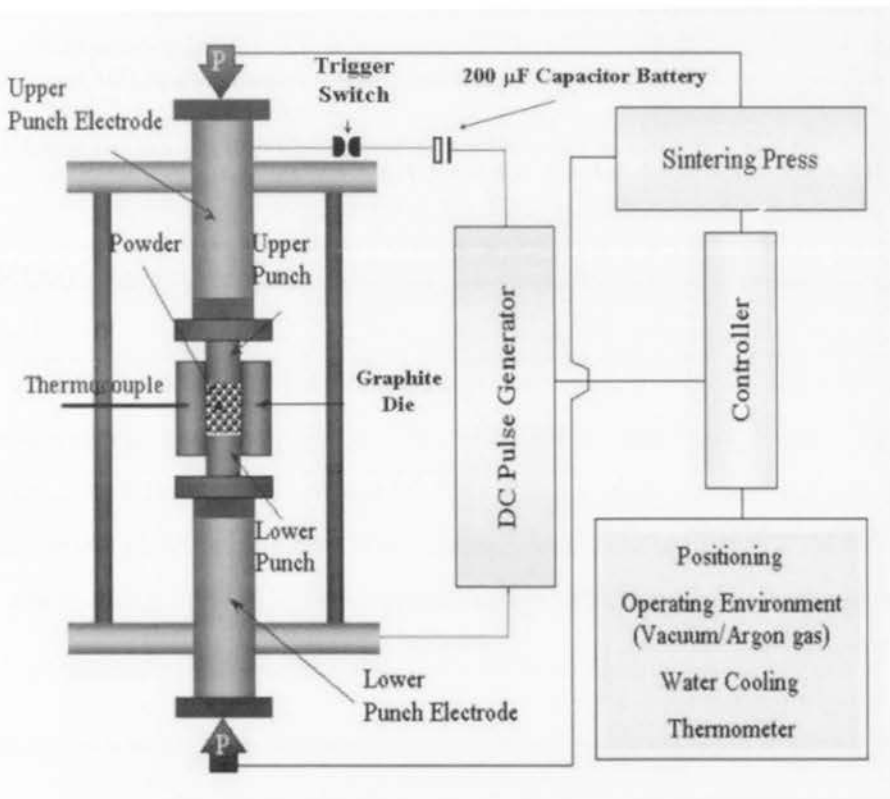 P
Upper
Punch Electrode
Trigger
Switch
200 µF Capacitor Battery
Sintering Press
Powder
Upper
Punch
Thermocouple
Graphite
Die
DC Pulse Generator
Controller
Lower
Punch
Positioning
Operating Environment
(Vacuum/Argon gas)
Water Cooling
Thermometer
Lower
Punch Electrode
P